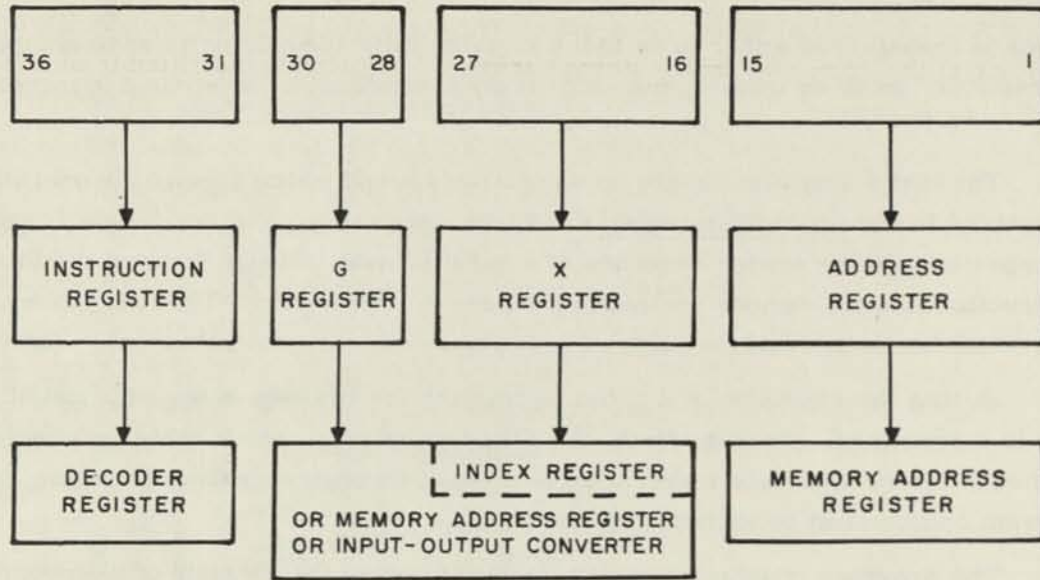 36 31 30 28 27 16 15 1
INSTRUCTION
REGISTER
G
REGISTER
X
REGISTER
ADDRESS
REGISTER
DECODER
REGISTER
INDEX REGISTER
OR MEMORY ADDRESS REGISTER
OR INPUT-OUTPUT CONVERTER
MEMORY ADDRESS
REGISTER